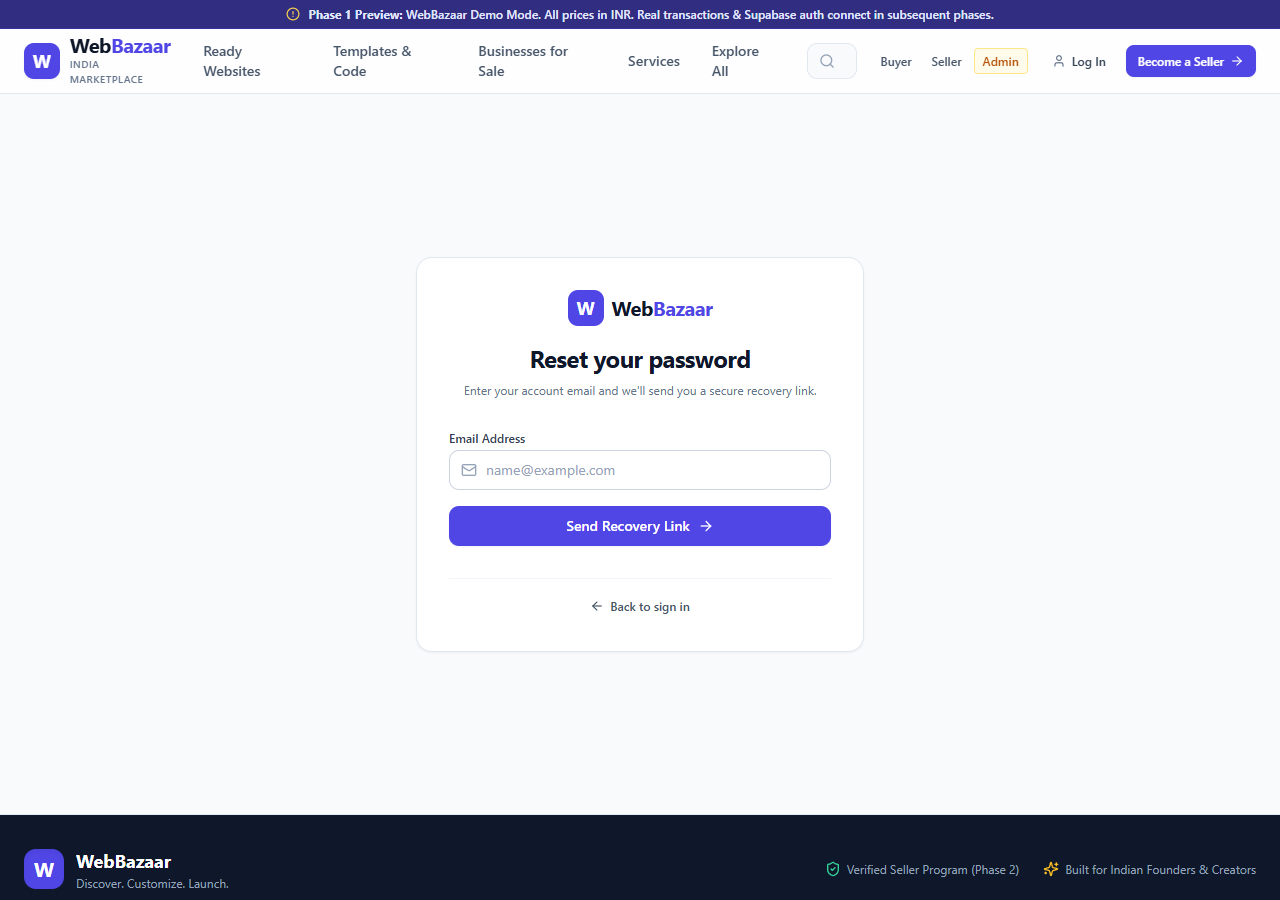 Phase 1 Preview: WebBazaar Demo Mode. All prices in INR. Real transactions & Supabase auth connect in subsequent phases.
W WebBazaar
INDIA
MARKETPLACE
Ready
Websites
Templates &
Code
Businesses for
Sale
Services
Explore
All
Buyer
Seller
Admin
Log In
Become a Seller
W WebBazaar
Reset your password
Enter your account email and we'll send you a secure recovery link.
Email Address
name@example.com
Send Recovery Link
Back to sign in
W WebBazaar
Discover. Customize. Launch.
Verified Seller Program (Phase 2)
Built for Indian Founders & Creators